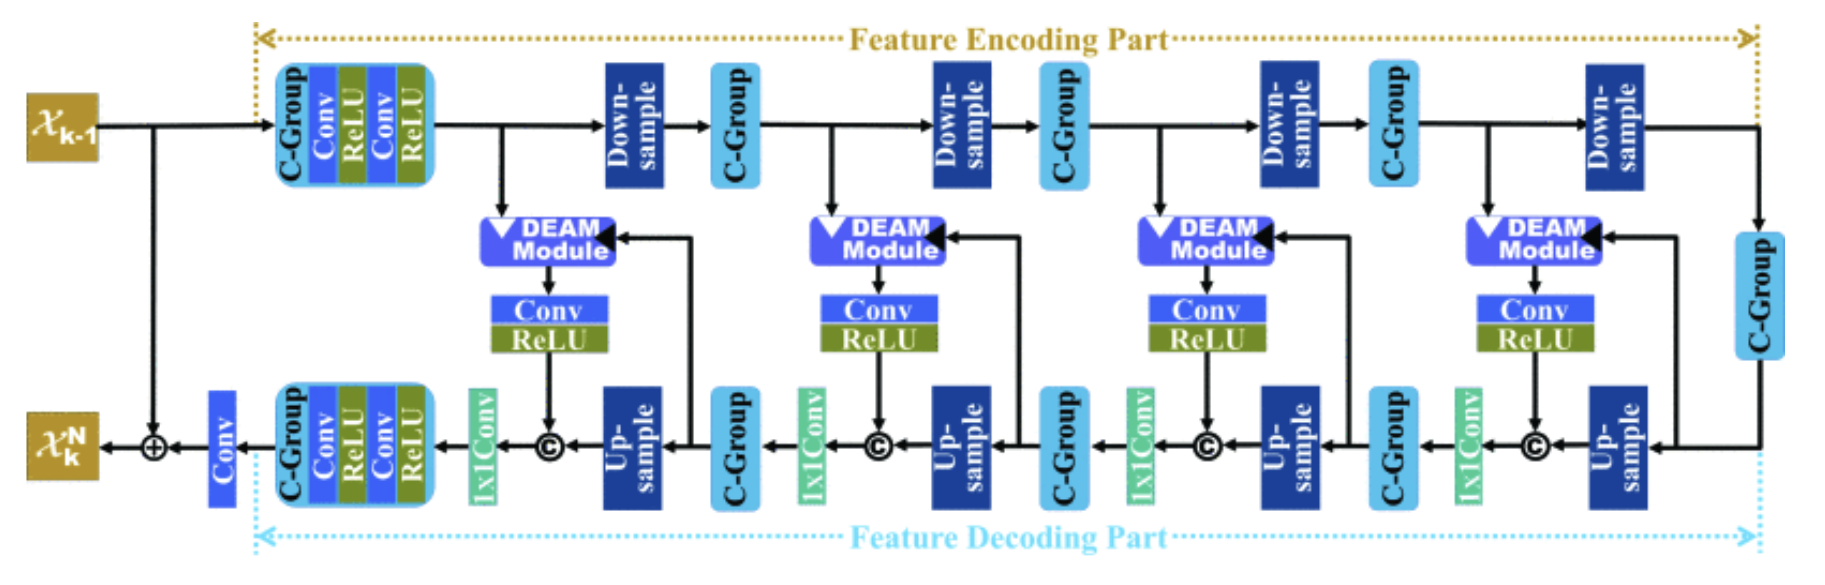 Feature Encoding Part
𝒳k-1
C-Group
Conv
ReLU
Conv
ReLU
Down-
sample
C-Group
Down-
sample
C-Group
Down-
sample
C-Group
Down-
sample
DEAM
Module
DEAM
Module
DEAM
Module
DEAM
Module
Conv
ReLU
Conv
ReLU
Conv
ReLU
Conv
ReLU
C-Group
𝒳kN
+
Conv
C-Group
Conv
ReLU
Conv
ReLU
1x1Conv
C
Up-
sample
C-Group
1x1Conv
C
Up-
sample
C-Group
1x1Conv
C
Up-
sample
C-Group
1x1Conv
C
Up-
sample
Feature Decoding Part